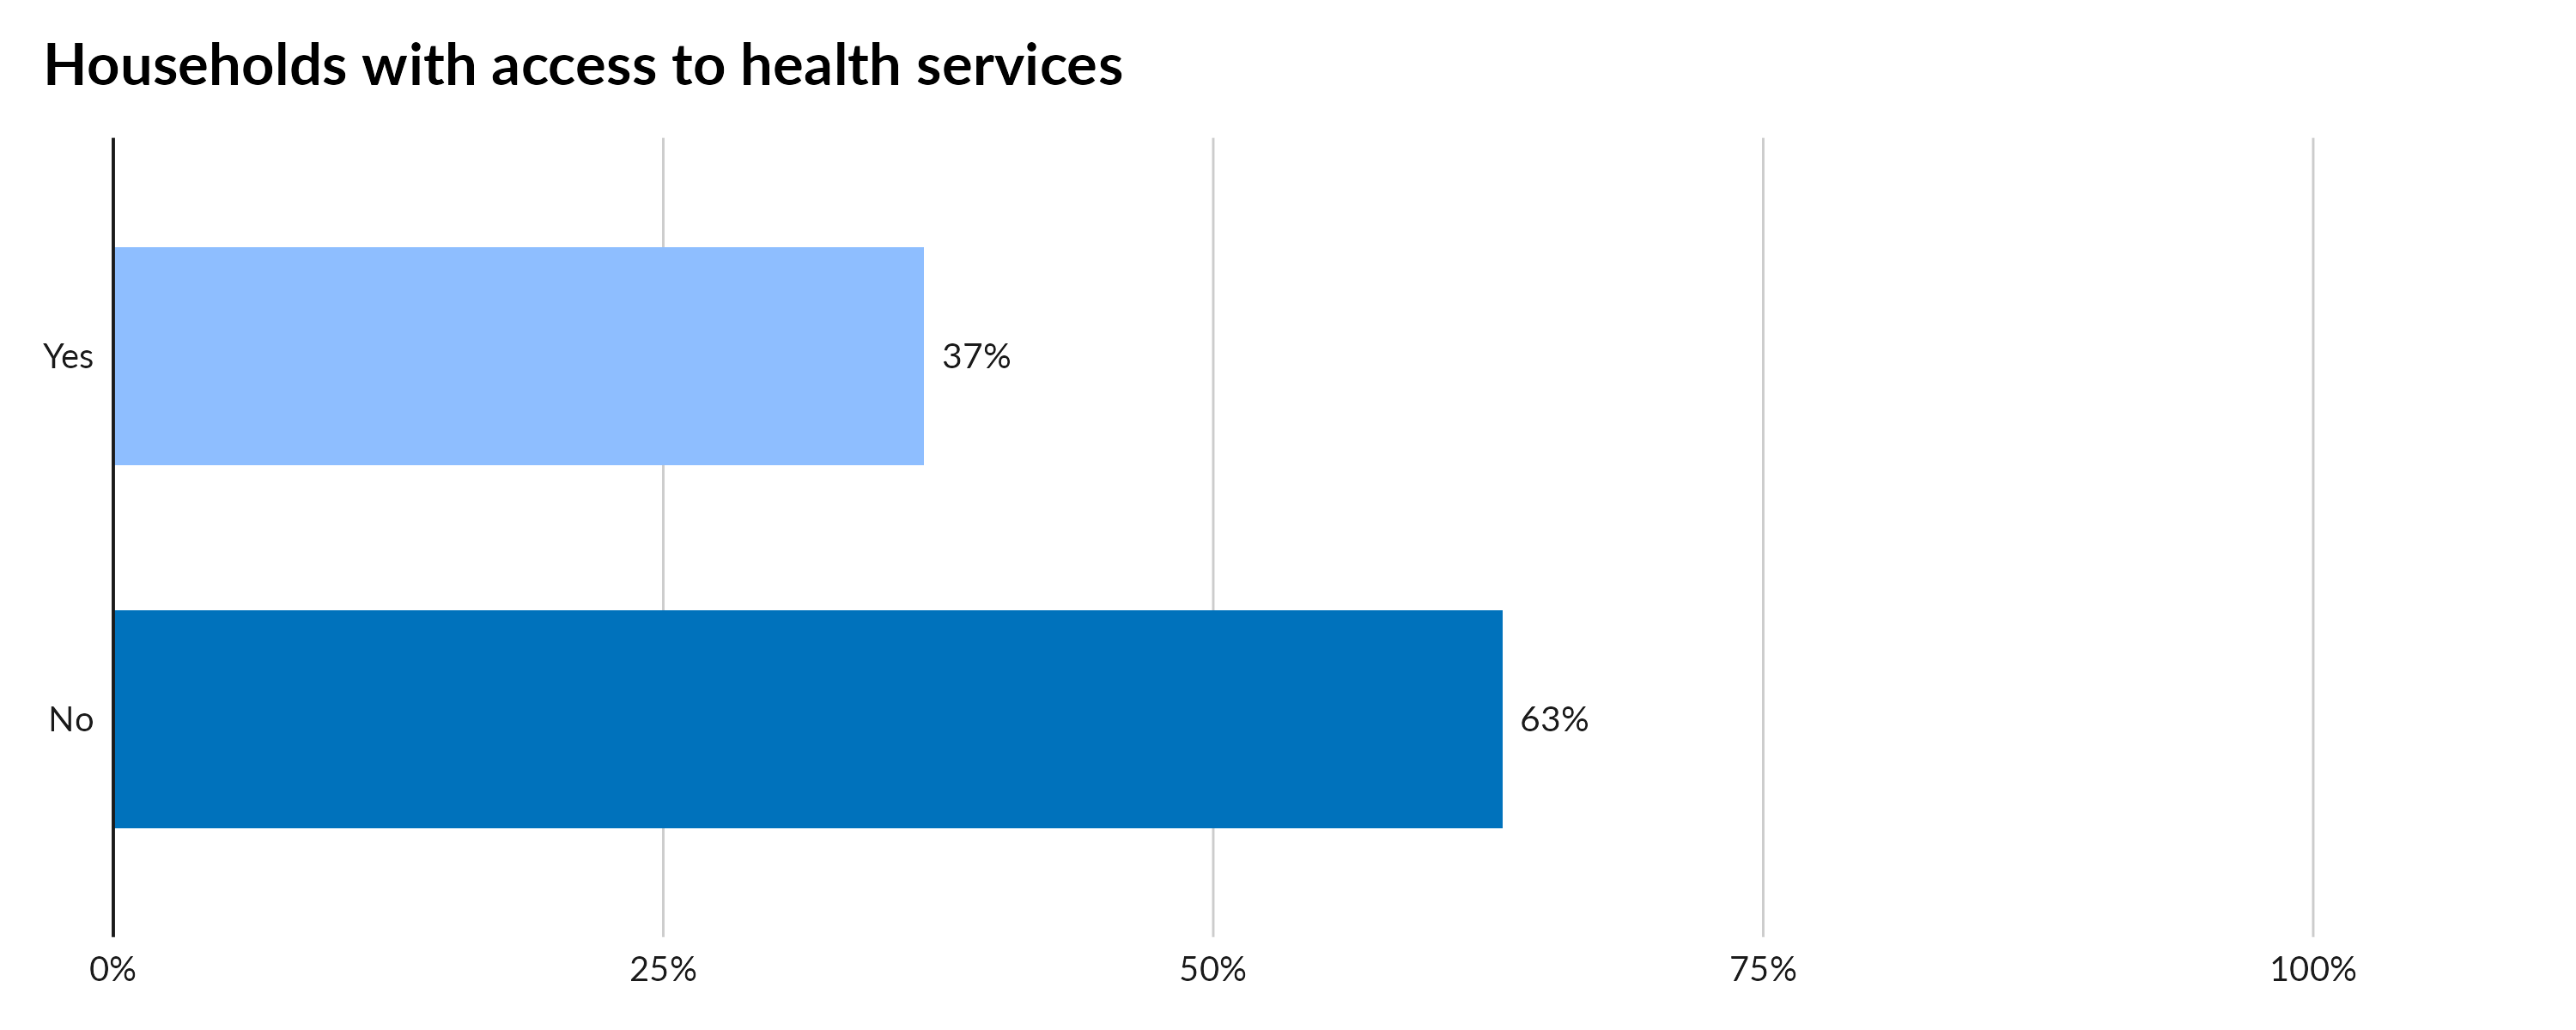 Households with access to health services
Yes
37%
No
63%
0%
25%
50%
75%
100%